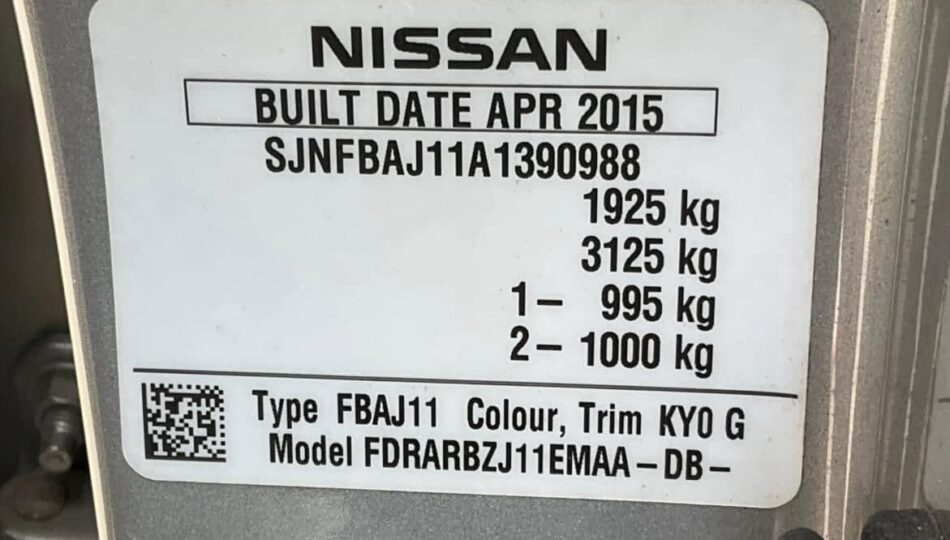 NISSAN
BUILT DATE APR 2015
SJNFBAJ11A1390988
1925 kg
3125 kg
1– 995 kg
2– 1000 kg
Type FBAJ11 Colour, Trim KY0 G
Model FDRARBZJ11EMAA–DB–